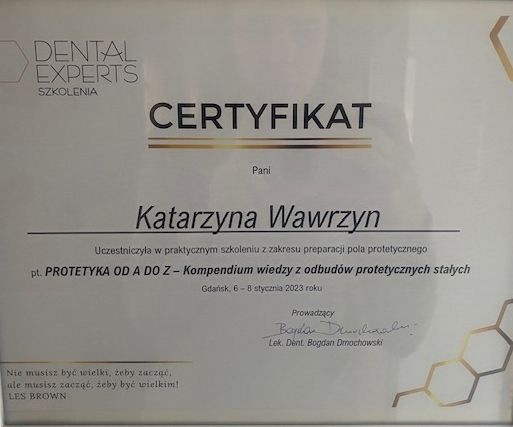 DENTAL
EXPERTS
SZKOLENIA
CERTYFIKAT
Pani
Katarzyna Wawrzyn
Uczestniczyła w praktycznym szkoleniu z zakresu preparacji pola protetycznego
pt. PROTETYKA OD A DO Z – Kompendium wiedzy z odbudów protetycznych stałych
Gdańsk, 6 – 8 stycznia 2023 roku
Prowadzący
Bogdan Dmochowski
Lek. Dent. Bogdan Dmochowski
Nie musisz być wielki, żeby zacząć,
ale musisz zacząć, żeby być wielkim!
LES BROWN